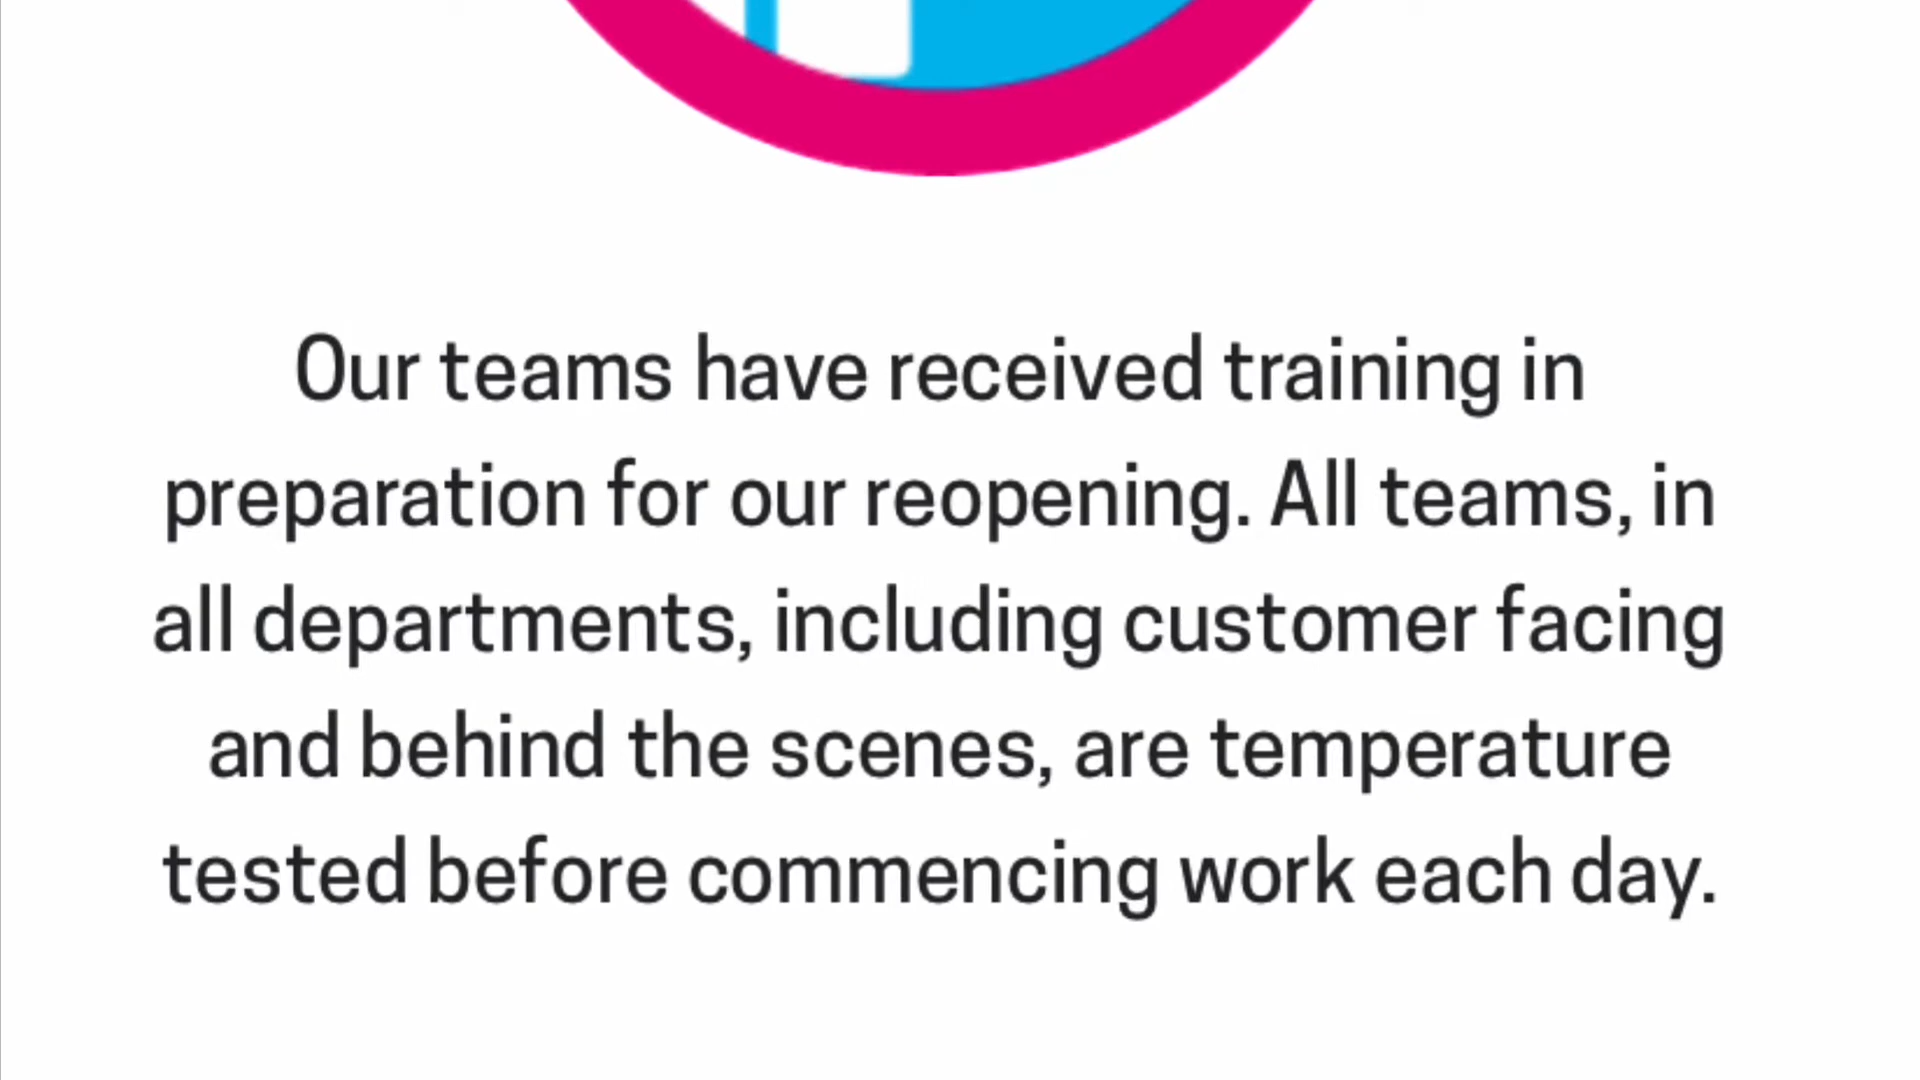 Our teams have received training in
preparation for our reopening. All teams, in
all departments, including customer facing
and behind the scenes, are temperature
tested before commencing work each day.